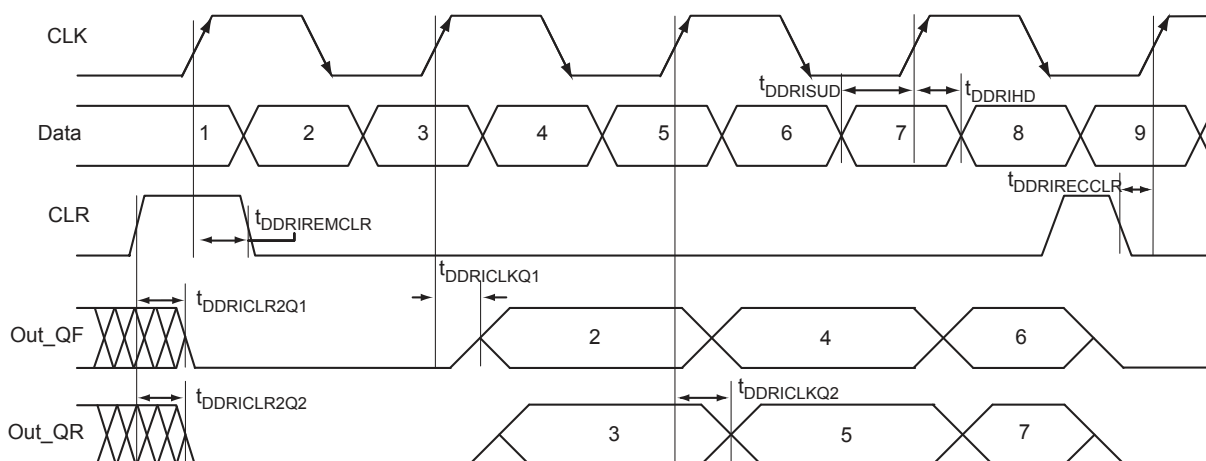 CLK
tDDRISUD
tDDRIHD
Data
1 2 3 4 5 6 7 8 9
tDDRIRECCLR
CLR
tDDRIREMCLR
tDDRICLKQ1
tDDRICLR2Q1
Out_QF
2 4 6
tDDRICLR2Q2
tDDRICLKQ2
Out_QR
3 5 7